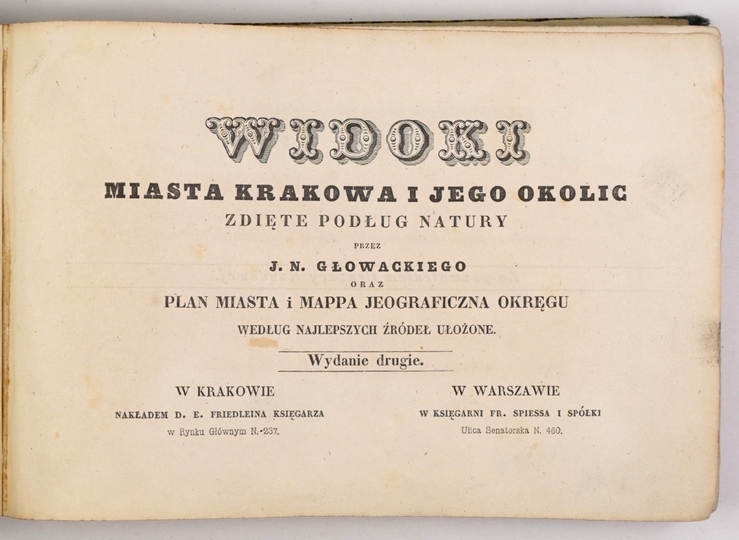 WIDOKI
MIASTA KRAKOWA I JEGO OKOLIC
ZDIĘTE PODŁUG NATURY
PRZEZ
J. N. GŁOWACKIEGO
ORAZ
PLAN MIASTA i MAPPA JEOGRAFICZNA OKRĘGU
WEDŁUG NAJLEPSZYCH ŹRÓDEŁ UŁOŻONE.
Wydanie drugie.
W KRAKOWIE
NAKŁADEM D. E. FRIEDLEINA KSIĘGARZA
w Rynku Głównym N. 237.
W WARSZAWIE
W KSIĘGARNI FR. SPIESSA I SPÓŁKI
Ulica Senatorska N. 460.